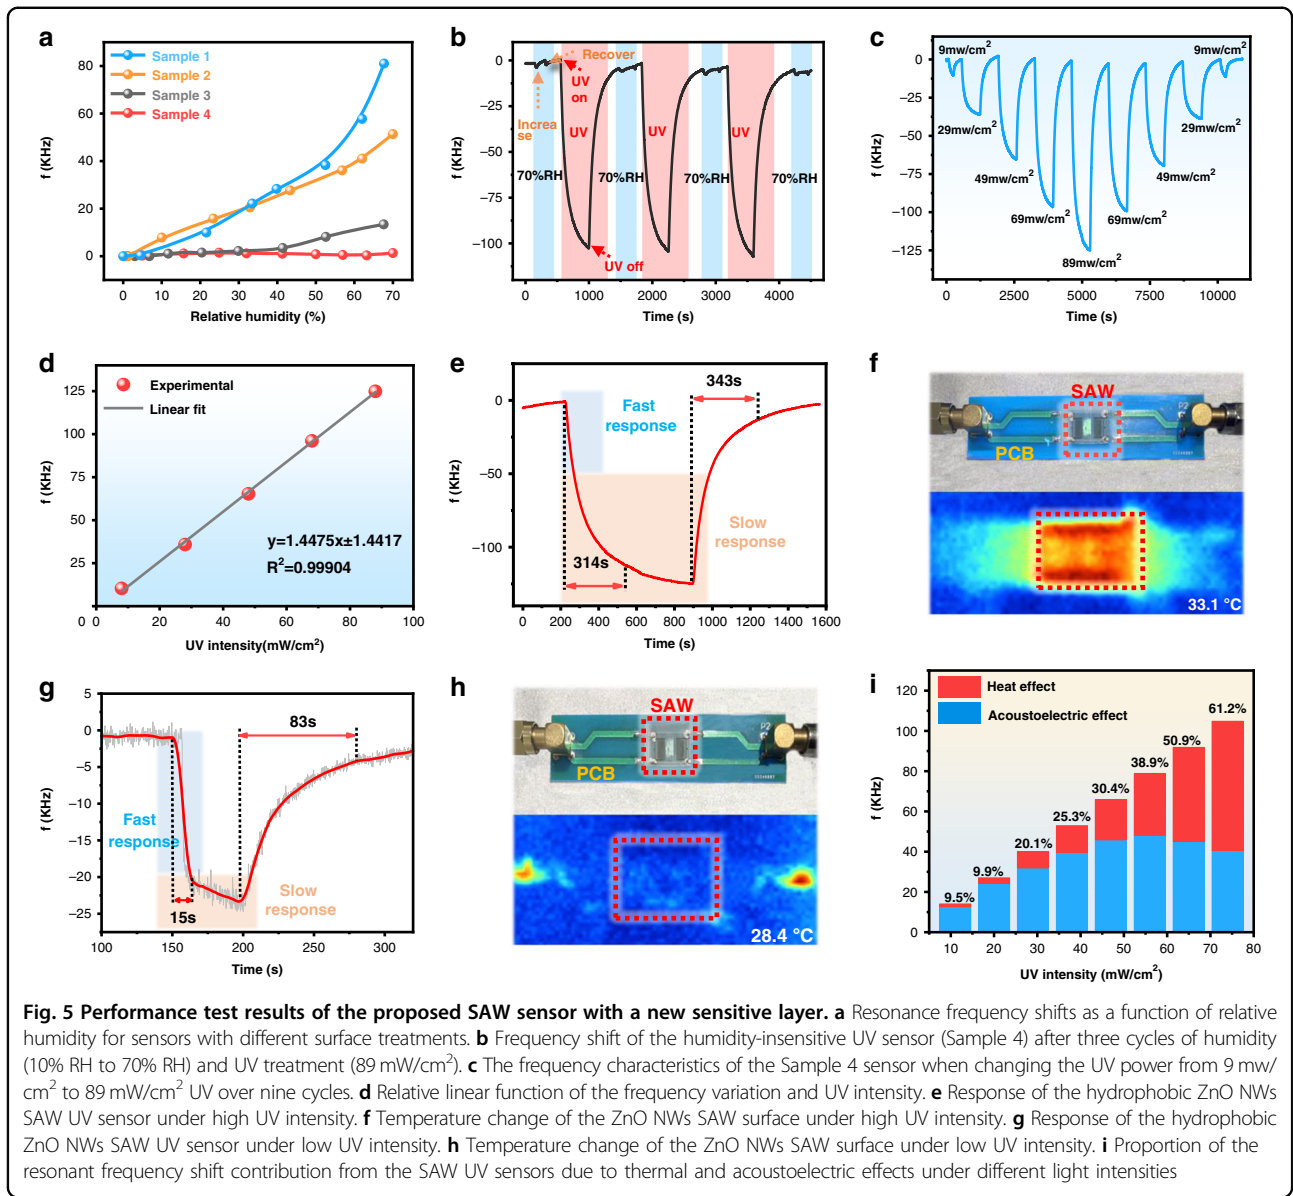 a
Sample 1
Sample 2
Sample 3
Sample 4
80
60
40
20
0
f (KHz)
0 10 20 30 40 50 60 70
Relative humidity (%)
b
Recover
UV
on
Increa
se
UV UV UV
70%RH 70%RH 70%RH 70%RH
UV off
0
−25
−50
−75
−100
f (KHz)
0 1000 2000 3000 4000
Time (s)
c
9mw/cm2 9mw/cm2
29mw/cm2 29mw/cm2
49mw/cm2 49mw/cm2
69mw/cm2 69mw/cm2
89mw/cm2
0
−25
−50
−75
−100
−125
f (KHz)
0 2500 5000 7500 10000
Time (s)
d
Experimental
Linear fit
y=1.4475x±1.4417
R2=0.99904
125
100
75
50
25
0
f (KHz)
0 20 40 60 80 100
UV intensity(mW/cm2)
e
343s
Fast
response
Slow
response
314s
0
−50
−100
f (KHz)
0 200 400 600 800 1000 1200 1400 1600
Time (s)
f
SAW
P2
PCB
33.1 °C
g
83s
Fast
response
Slow
response
15s
5
0
−5
−10
−15
−20
−25
f (KHz)
100 150 200 250 300
Time (s)
h
SAW
P2
PCB
28.4 °C
i
Heat effect
Acoustoelectric effect
9.5%
9.9%
20.1%
25.3%
30.4%
38.9%
50.9%
61.2%
120
100
80
60
40
20
0
f (KHz)
10 20 30 40 50 60 70 80
UV intensity (mW/cm2)
Fig. 5 Performance test results of the proposed SAW sensor with a new sensitive layer. a Resonance frequency shifts as a function of relative
humidity for sensors with different surface treatments. b Frequency shift of the humidity-insensitive UV sensor (Sample 4) after three cycles of humidity
(10% RH to 70% RH) and UV treatment (89 mW/cm2). c The frequency characteristics of the Sample 4 sensor when changing the UV power from 9 mw/
cm2 to 89 mW/cm2 UV over nine cycles. d Relative linear function of the frequency variation and UV intensity. e Response of the hydrophobic ZnO NWs
SAW UV sensor under high UV intensity. f Temperature change of the ZnO NWs SAW surface under high UV intensity. g Response of the hydrophobic
ZnO NWs SAW UV sensor under low UV intensity. h Temperature change of the ZnO NWs SAW surface under low UV intensity. i Proportion of the
resonant frequency shift contribution from the SAW UV sensors due to thermal and acoustoelectric effects under different light intensities